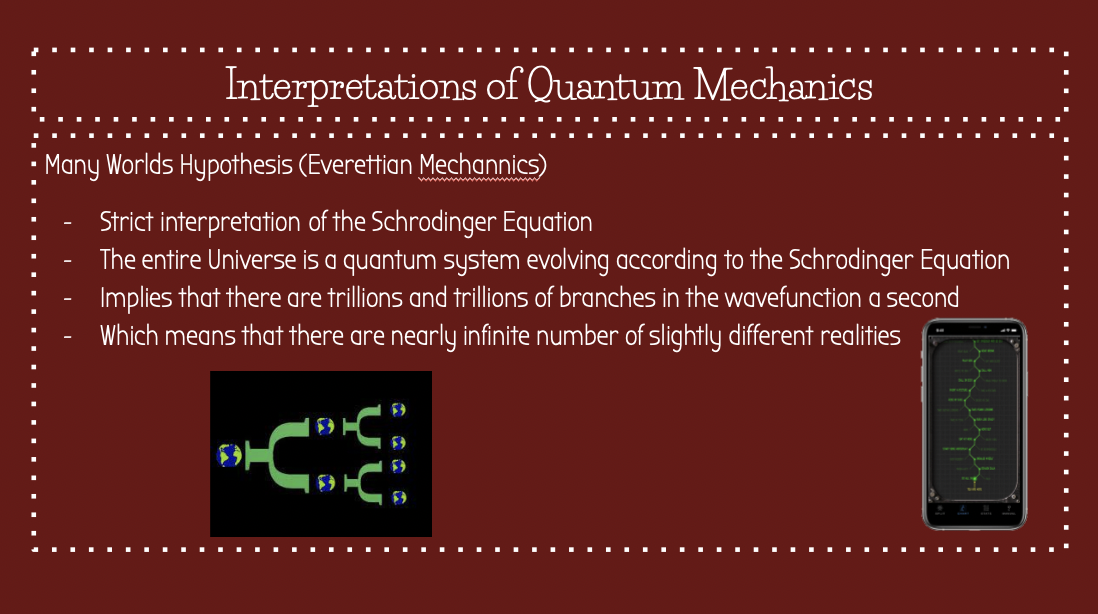 Interpretations of Quantum Mechanics
Many Worlds Hypothesis (Everettian Mechannics)
- Strict interpretation of the Schrodinger Equation
- The entire Universe is a quantum system evolving according to the Schrodinger Equation
- Implies that there are trillions and trillions of branches in the wavefunction a second
- Which means that there are nearly infinite number of slightly different realities